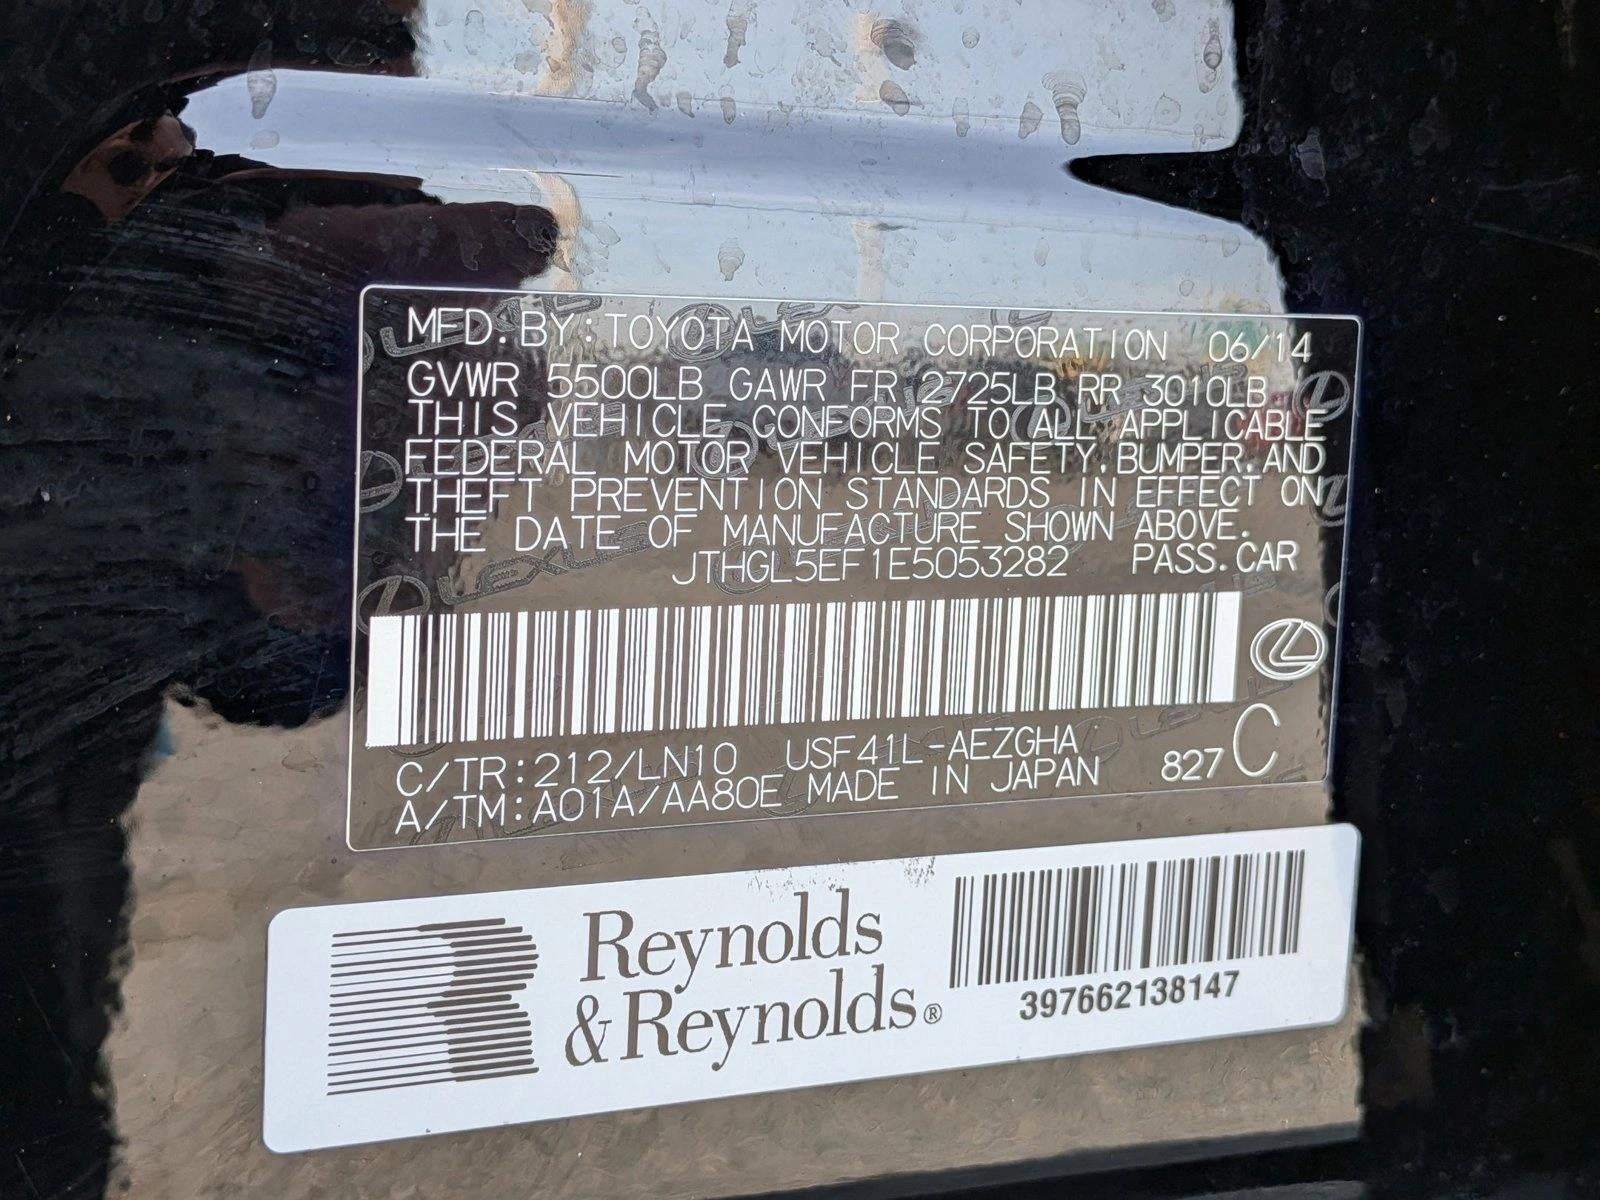 MFD. BY: TOYOTA MOTOR CORPORATION 06/14
GVWR 5500LB GAWR FR 2725LB RR 3010LB
THIS VEHICLE CONFORMS TO ALL APPLICABLE
FEDERAL MOTOR VEHICLE SAFETY, BUMPER, AND
THEFT PREVENTION STANDARDS IN EFFECT ON
THE DATE OF MANUFACTURE SHOWN ABOVE.
JTHGL5EF1E5053282 PASS. CAR
C/TR: 212/LN10 USF41L-AEZGHA
A/TM: A01A/AA80E MADE IN JAPAN 827 C
Reynolds
&Reynolds®
397662138147